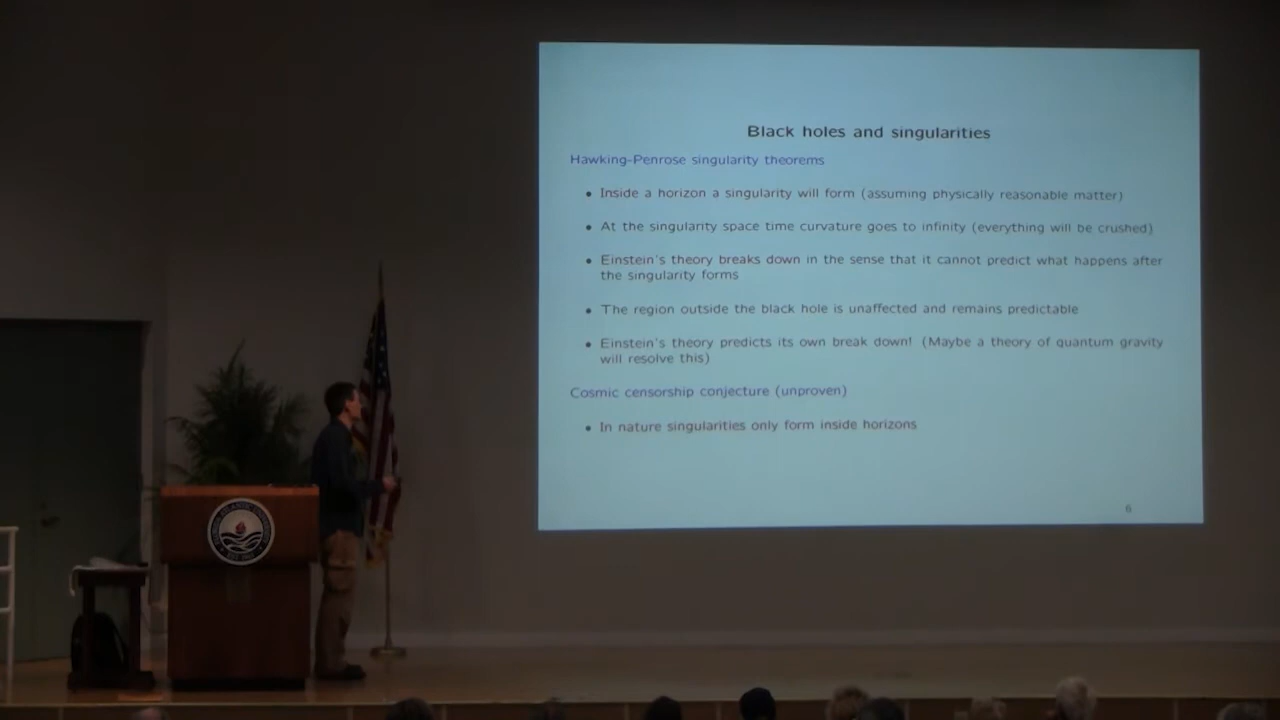 Black holes and singularities
Hawking-Penrose singularity theorems
• Inside a horizon a singularity will form (assuming physically reasonable matter)
• At the singularity space time curvature goes to infinity (everything will be crushed)
• Einstein's theory breaks down in the sense that it cannot predict what happens after
the singularity forms
• The region outside the black hole is unaffected and remains predictable
• Einstein's theory predicts its own break down! (Maybe a theory of quantum gravity
will resolve this)
Cosmic censorship conjecture (unproven)
• In nature singularities only form inside horizons
6